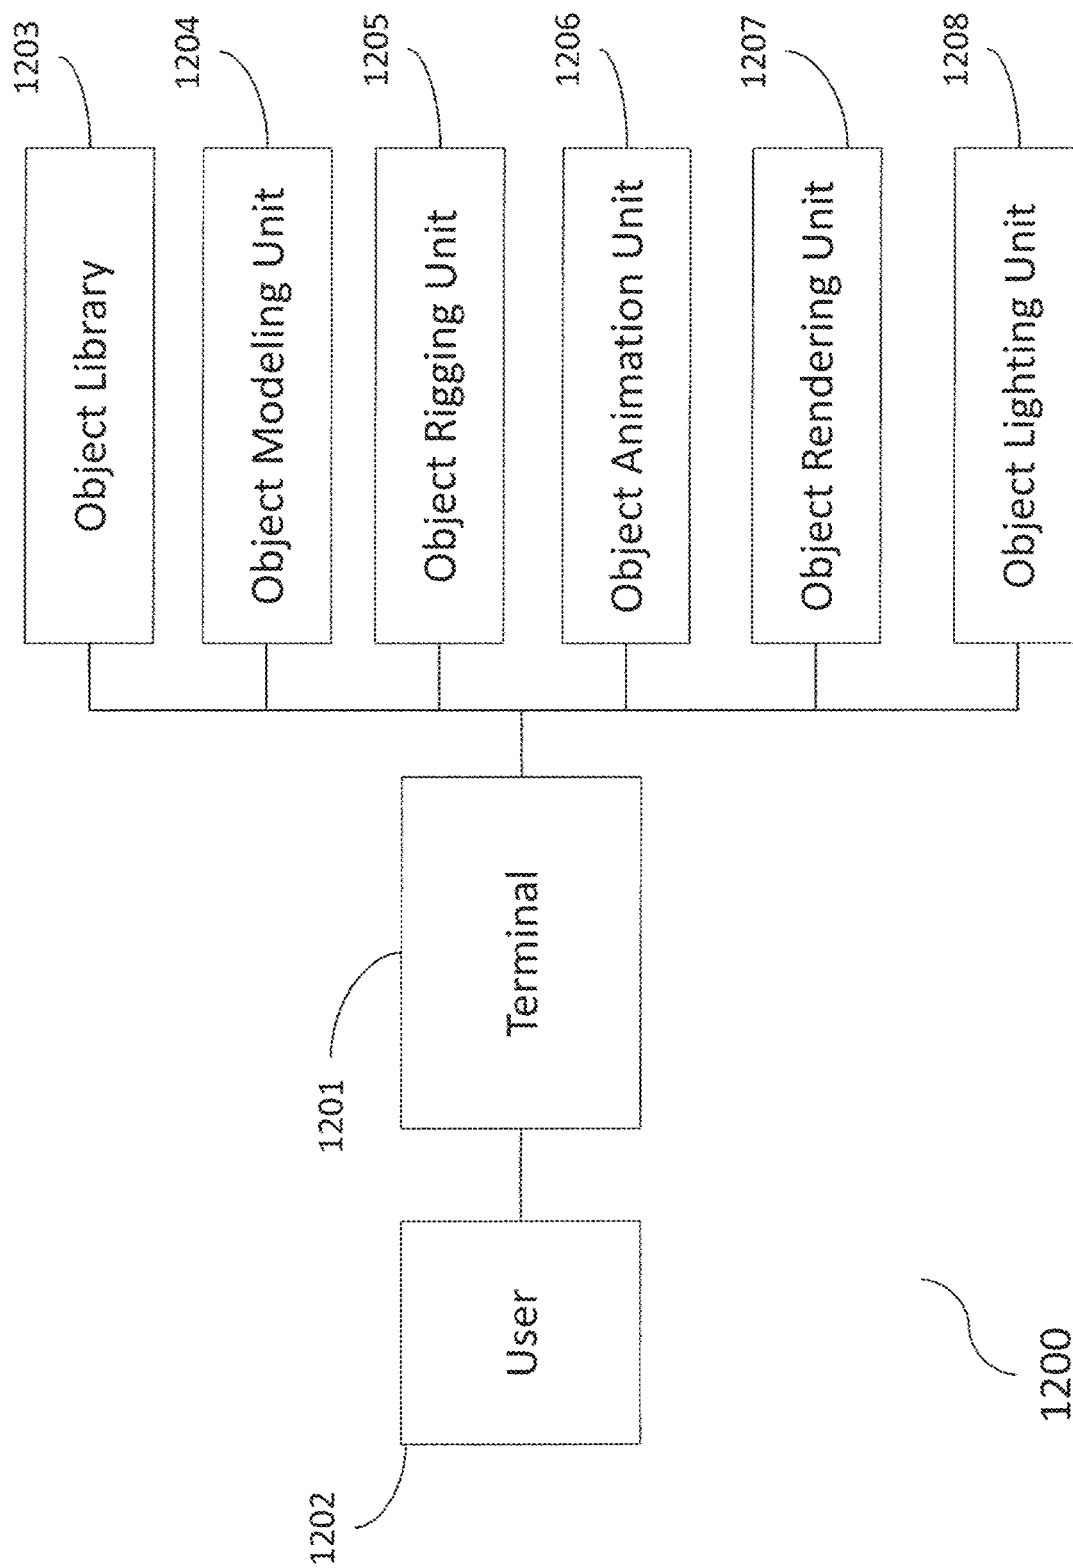 1203
Object Library
1204
Object Modeling Unit
1205
Object Rigging Unit
1206
Object Animation Unit
1207
Object Rendering Unit
1208
Object Lighting Unit
1201
Terminal
1202
User
1200